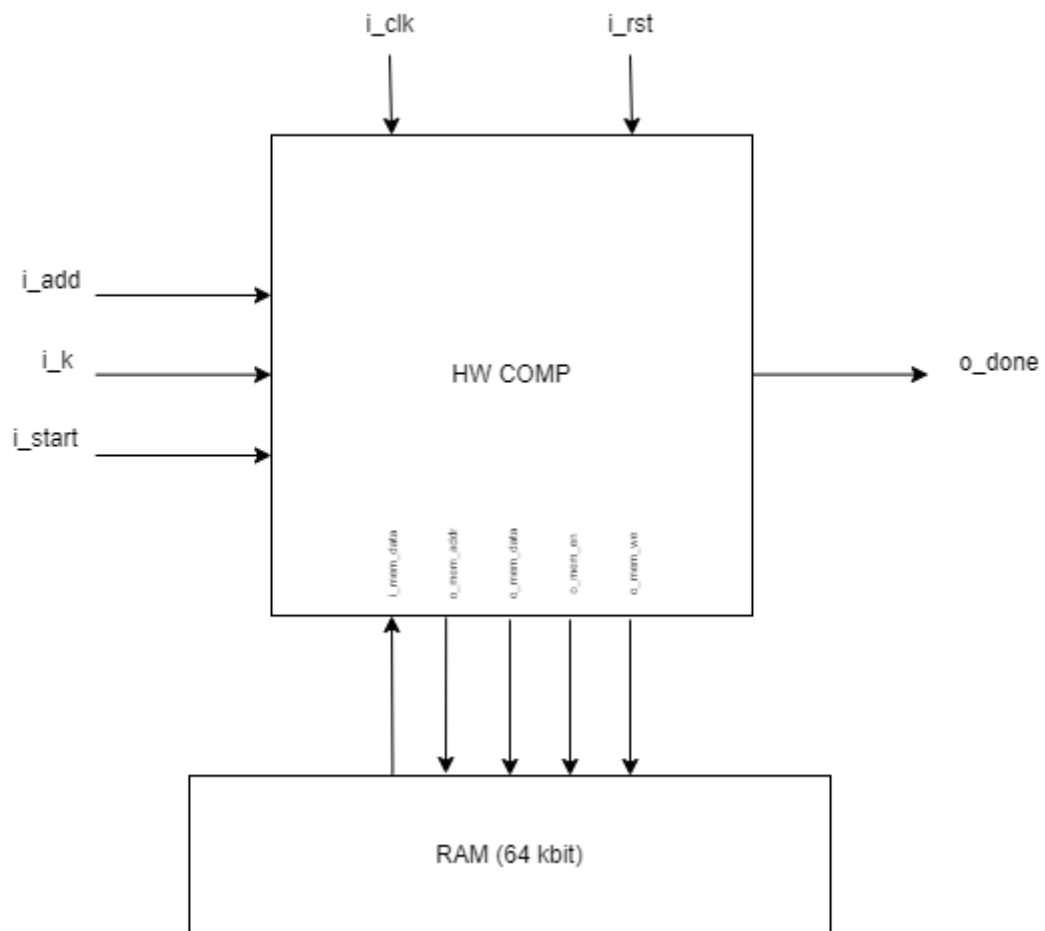 i_clk
i_rst
i_add
i_k
i_start
HW COMP
o_done
i_mem_data
o_mem_addr
o_mem_data
o_mem_en
o_mem_we
RAM (64 kbit)